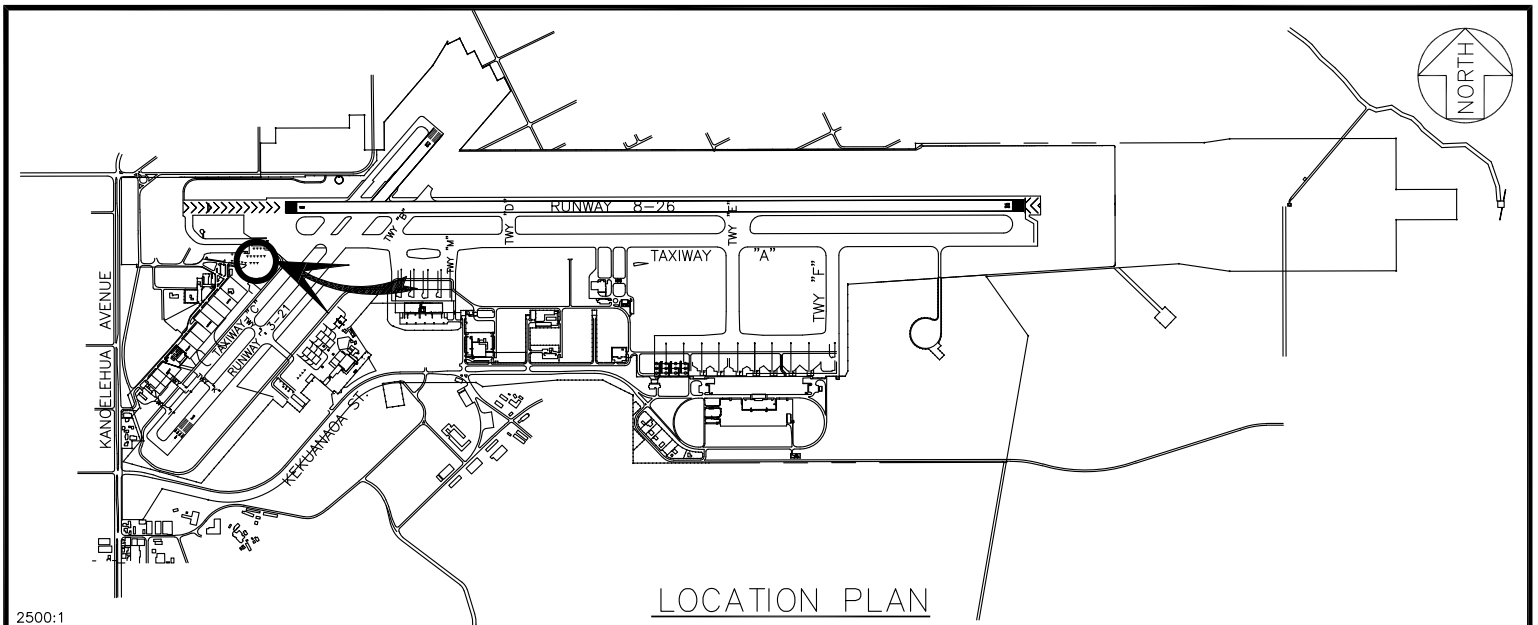 NORTH
RUNWAY 8-26
TWY "B"
TWY "D"
TWY "E"
TWY "M"
TAXIWAY "A"
TWY "F"
TAXIWAY "C"
RUNWAY 3-21
KANOELEHUA AVENUE
KEKUANAOA ST.
LOCATION PLAN
2500:1